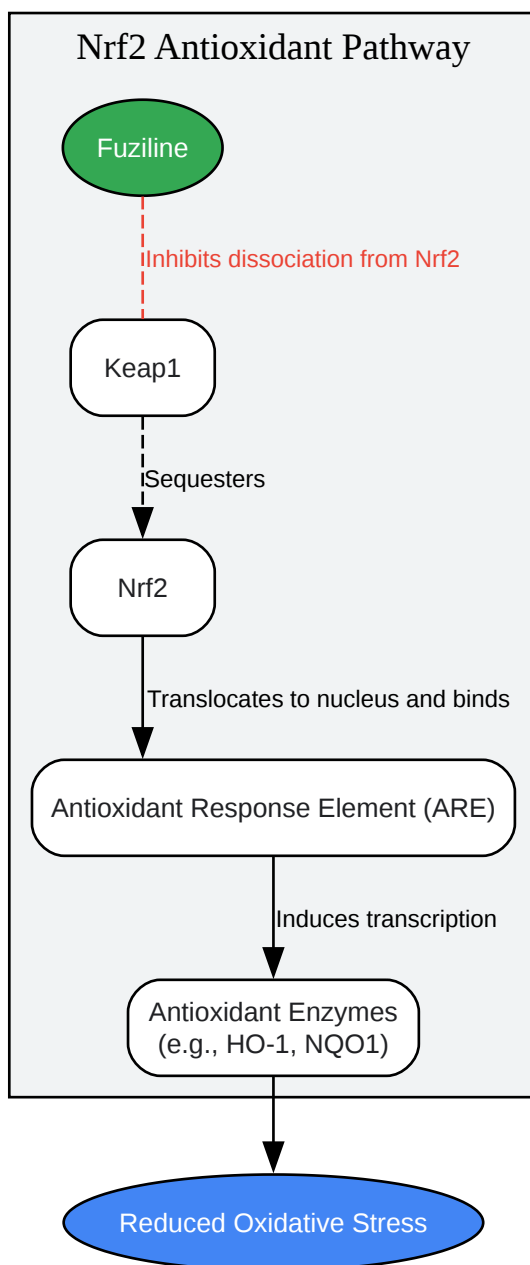 Nrf2 Antioxidant Pathway
Fuziline
Inhibits dissociation from Nrf2
Keap1
Sequesters
Nrf2
Translocates to nucleus and binds
Antioxidant Response Element (ARE)
Induces transcription
Antioxidant Enzymes
(e.g., HO-1, NQO1)
Reduced Oxidative Stress